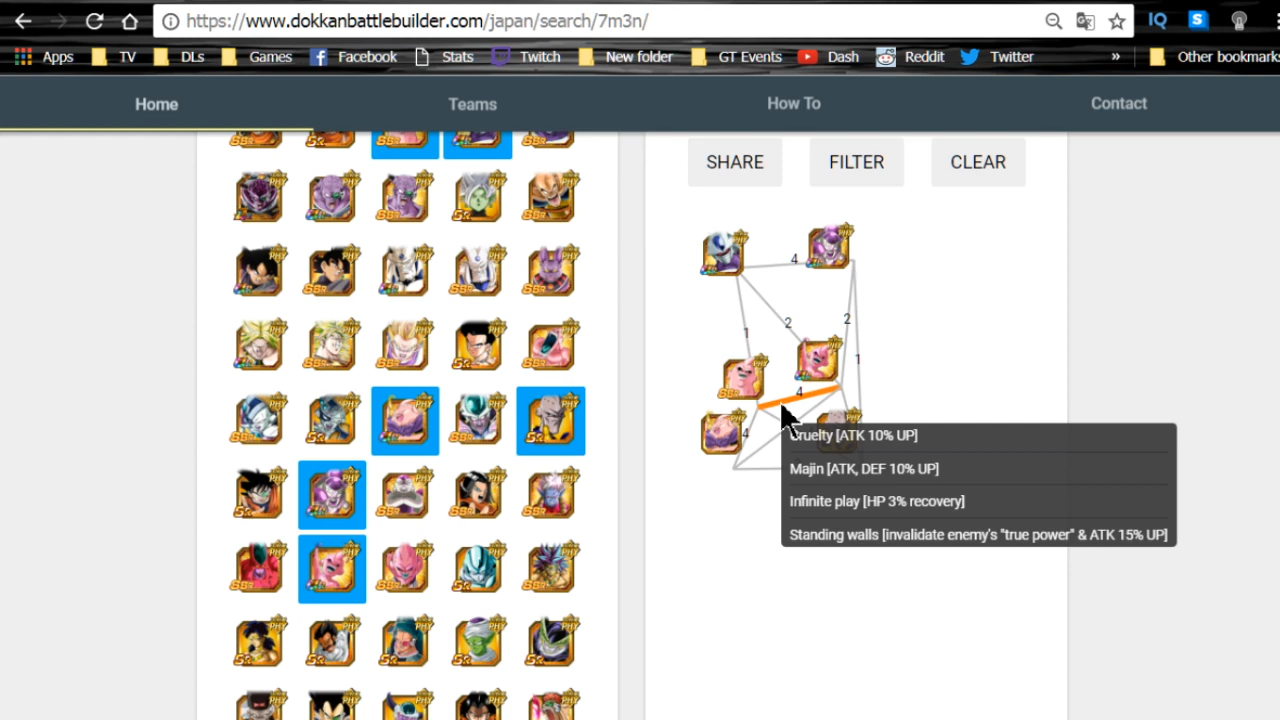 https://www.dokkanbattlebuilder.com/japan/search/7m3n/
IQ
S
Apps TV DLs Games Facebook Stats Twitch New folder GT Events Dash Reddit Twitter » Other bookmarks
Home Teams How To Contact
SHARE FILTER CLEAR
4
2
2
1
1
4
4
Cruelty [ATK 10% UP]
Majin [ATK, DEF 10% UP]
Infinite play [HP 3% recovery]
Standing walls [invalidate enemy's "true power" & ATK 15% UP]